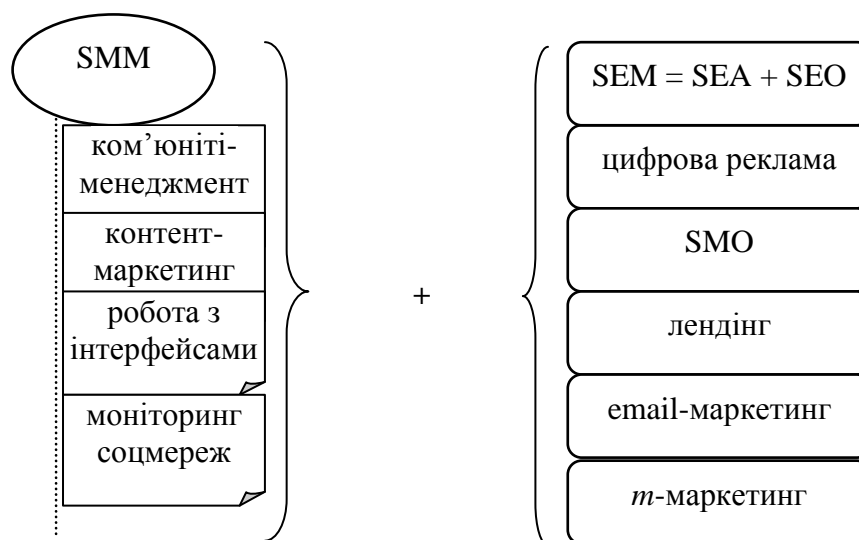 SMM
ком’юніті-
менеджмент
контент-
маркетинг
робота з
інтерфейсами
моніторинг
соцмереж
+
SEM = SEA + SEO
цифрова реклама
SMO
лендінг
email-маркетинг
m-маркетинг